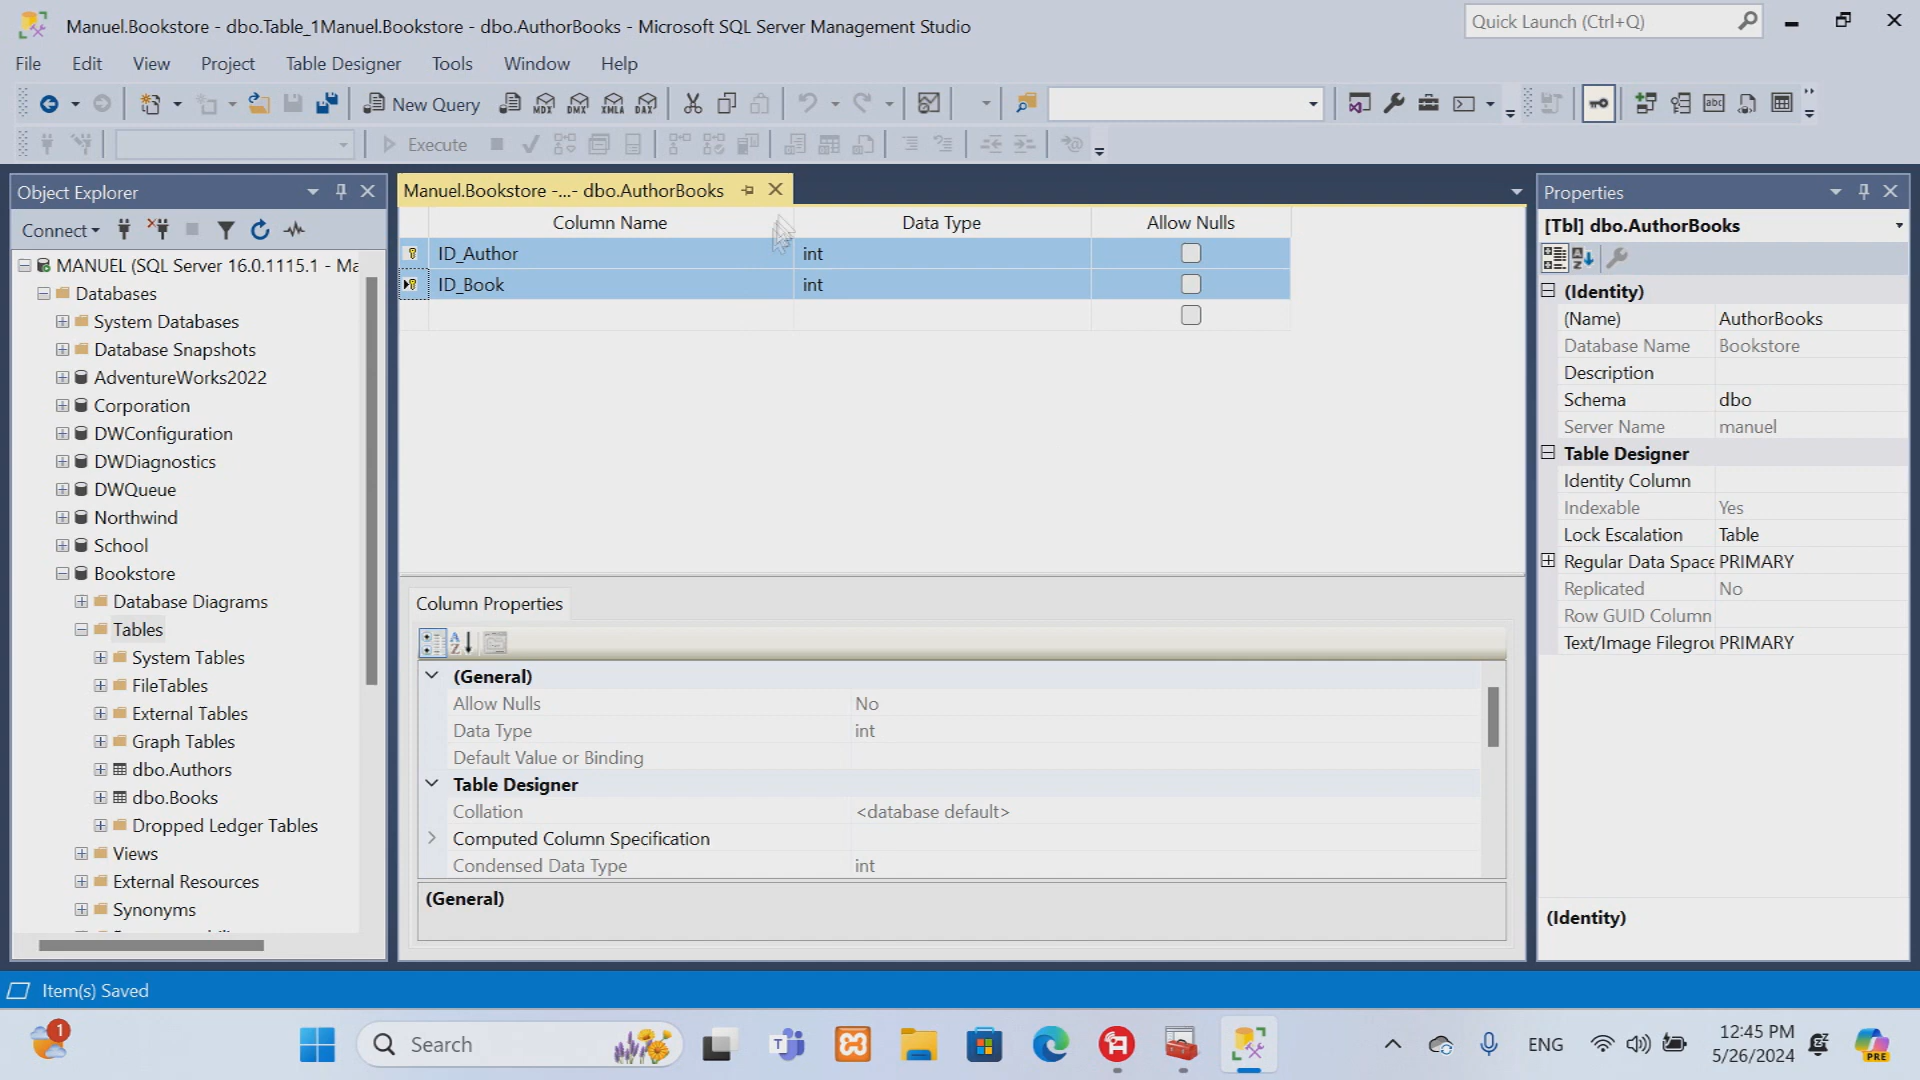 Manuel.Bookstore - dbo.Table_1Manuel.Bookstore - dbo.AuthorBooks - Microsoft SQL Server Management Studio
Quick Launch (Ctrl+Q)
File Edit View Project Table Designer Tools Window Help
New Query MDX DMX XMLA DAX
abc
Execute
Object Explorer
Connect
MANUEL (SQL Server 16.0.1115.1 - Ma
Databases
System Databases
Database Snapshots
AdventureWorks2022
Corporation
DWConfiguration
DWDiagnostics
DWQueue
Northwind
School
Bookstore
Database Diagrams
Tables
System Tables
FileTables
External Tables
Graph Tables
dbo.Authors
dbo.Books
Dropped Ledger Tables
Views
External Resources
Synonyms
Manuel.Bookstore -...- dbo.AuthorBooks
Column Name Data Type Allow Nulls
ID_Author int
ID_Book int
Column Properties
(General)
Allow Nulls No
Data Type int
Default Value or Binding
Table Designer
Collation <database default>
Computed Column Specification
Condensed Data Type int
(General)
Properties
[Tbl] dbo.AuthorBooks
(Identity)
(Name) AuthorBooks
Database Name Bookstore
Description
Schema dbo
Server Name manuel
Table Designer
Identity Column
Indexable Yes
Lock Escalation Table
Regular Data Space PRIMARY
Replicated No
Row GUID Column
Text/Image Filegrou PRIMARY
(Identity)
Item(s) Saved
1
Search
ENG
12:45 PM
5/26/2024
PRE